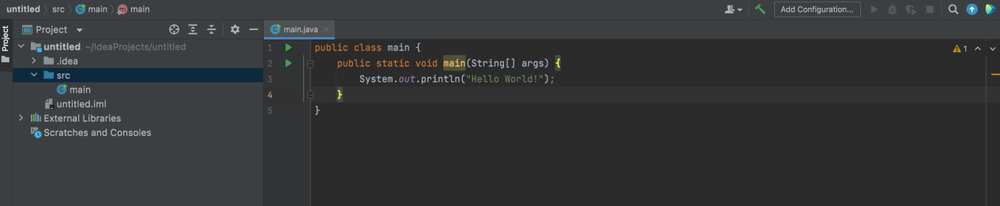 untitled src main main
Add Configuration...
Project
Project
main.java
untitled ~/IdeaProjects/untitled
.idea
src
main
untitled.iml
External Libraries
Scratches and Consoles
1 public class main {
2 public static void main(String[] args) {
3 System.out.println("Hello World!");
4 }
5 }
1